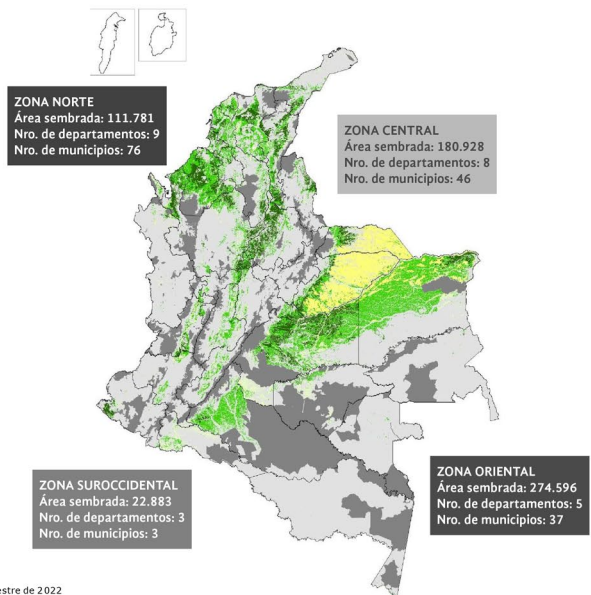 ZONA NORTE
Área sembrada: 111.781
Nro. de departamentos: 9
Nro. de municipios: 76
ZONA CENTRAL
Área sembrada: 180.928
Nro. de departamentos: 8
Nro. de municipios: 46
ZONA SUROCCIDENTAL
Área sembrada: 22.883
Nro. de departamentos: 3
Nro. de municipios: 3
ZONA ORIENTAL
Área sembrada: 274.596
Nro. de departamentos: 5
Nro. de municipios: 37
estre de 2022